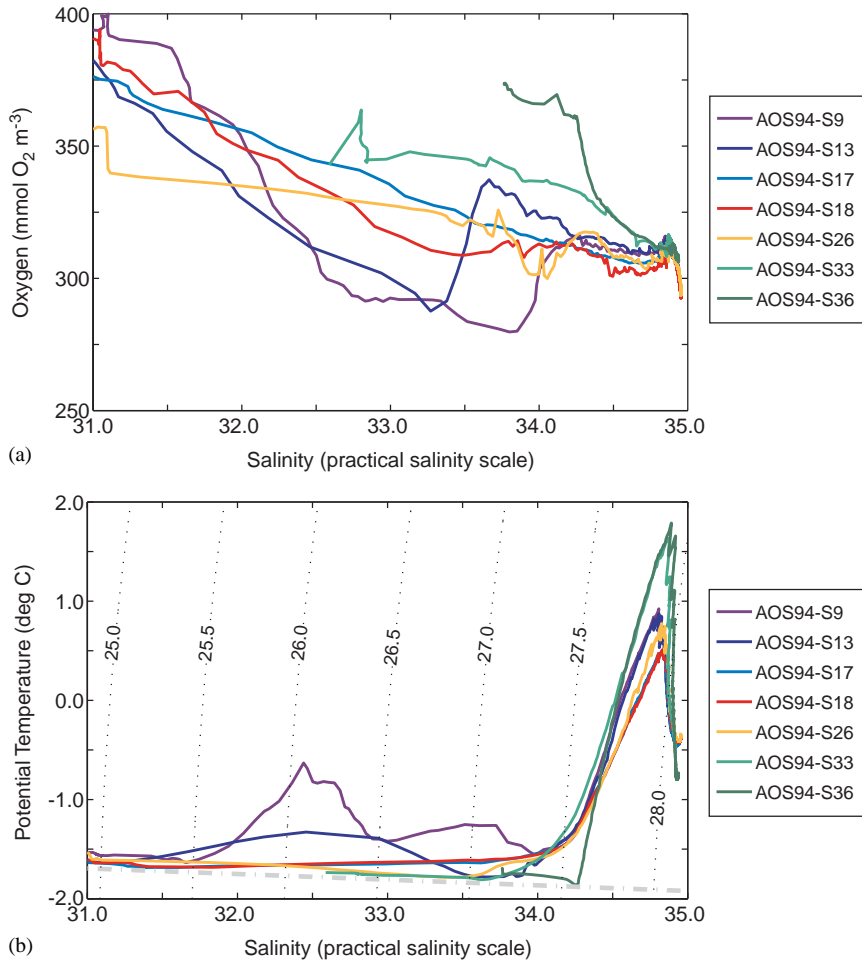 400
350
300
250
Oxygen (mmol O2 m-3)
31.0 32.0 33.0 34.0 35.0
(a)
Salinity (practical salinity scale)
AOS94-S9
AOS94-S13
AOS94-S17
AOS94-S18
AOS94-S26
AOS94-S33
AOS94-S36
2.0
1.0
0.0
-1.0
-2.0
Potential Temperature (deg C)
25.0
25.5
26.0
26.5
27.0
27.5
28.0
31.0 32.0 33.0 34.0 35.0
(b)
Salinity (practical salinity scale)
AOS94-S9
AOS94-S13
AOS94-S17
AOS94-S18
AOS94-S26
AOS94-S33
AOS94-S36